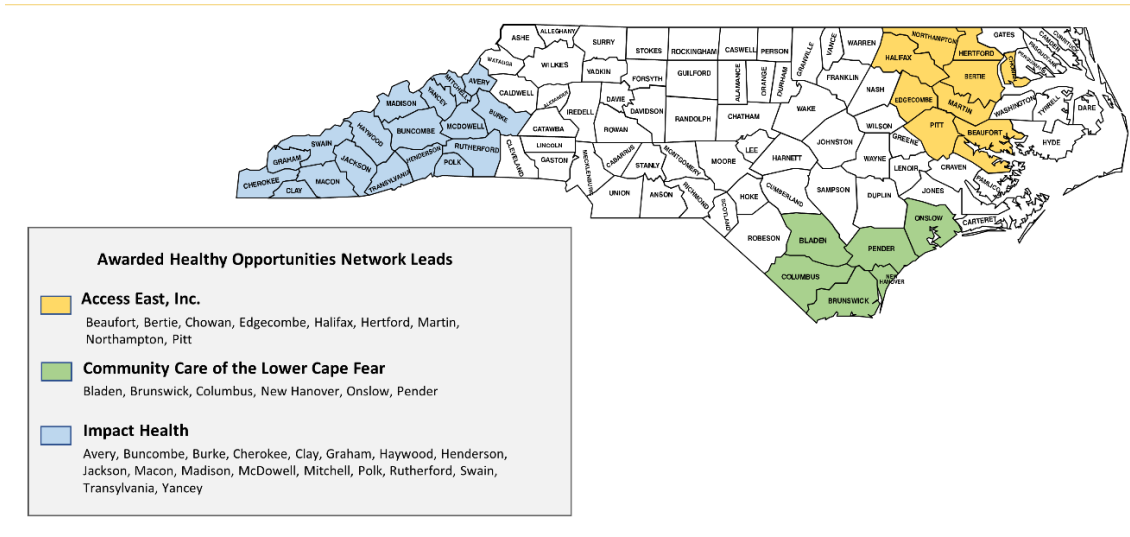 ALLEGHANY
ASHE
SURRY
STOKES
ROCKINGHAM
CASWELL
PERSON
GRANVILLE
VANCE
WARREN
NORTHAMPTON
GATES
CAMDEN
HERTFORD
HALIFAX
WATAUGA
WILKES
YADKIN
FORSYTH
GUILFORD
ALAMANCE
ORANGE
DURHAM
FRANKLIN
NASH
BERTIE
AVERY
MITCHELL
YANCEY
MADISON
CALDWELL
ALEXANDER
IREDELL
DAVIE
DAVIDSON
RANDOLPH
CHATHAM
WAKE
EDGECOMBE
MARTIN
WASHINGTON
TYRRELL
DARE
BURKE
MCDOWELL
BUNCOMBE
HAYWOOD
SWAIN
CATAWBA
ROWAN
WILSON
PITT
BEAUFORT
HYDE
GREENE
JOHNSTON
LEE
HARNETT
WAYNE
LENOIR
CRAVEN
PAMLICO
LINCOLN
GASTON
CLEVELAND
RUTHERFORD
POLK
HENDERSON
TRANSYLVANIA
JACKSON
GRAHAM
CHEROKEE
CLAY
MACON
MECKLENBURG
CABARRUS
STANLY
MONTGOMERY
MOORE
UNION
ANSON
RICHMOND
SCOTLAND
HOKE
CUMBERLAND
SAMPSON
DUPLIN
JONES
CARTERET
ONSLOW
ROBESON
BLADEN
PENDER
COLUMBUS
NEW
HANOVER
BRUNSWICK
Awarded Healthy Opportunities Network Leads
Access East, Inc.
Beaufort, Bertie, Chowan, Edgecombe, Halifax, Hertford, Martin,
Northampton, Pitt
Community Care of the Lower Cape Fear
Bladen, Brunswick, Columbus, New Hanover, Onslow, Pender
Impact Health
Avery, Buncombe, Burke, Cherokee, Clay, Graham, Haywood, Henderson,
Jackson, Macon, Madison, McDowell, Mitchell, Polk, Rutherford, Swain,
Transylvania, Yancey